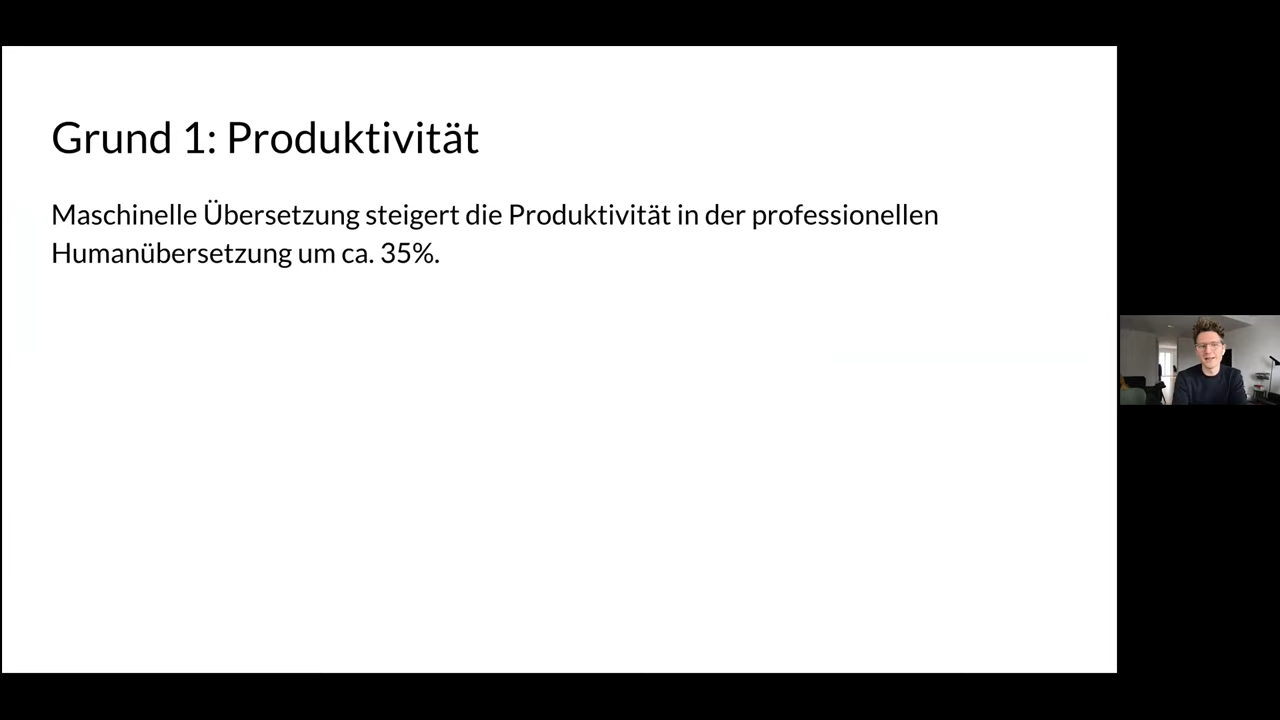 Grund 1: Produktivität
Maschinelle Übersetzung steigert die Produktivität in der professionellen
Humanübersetzung um ca. 35%.